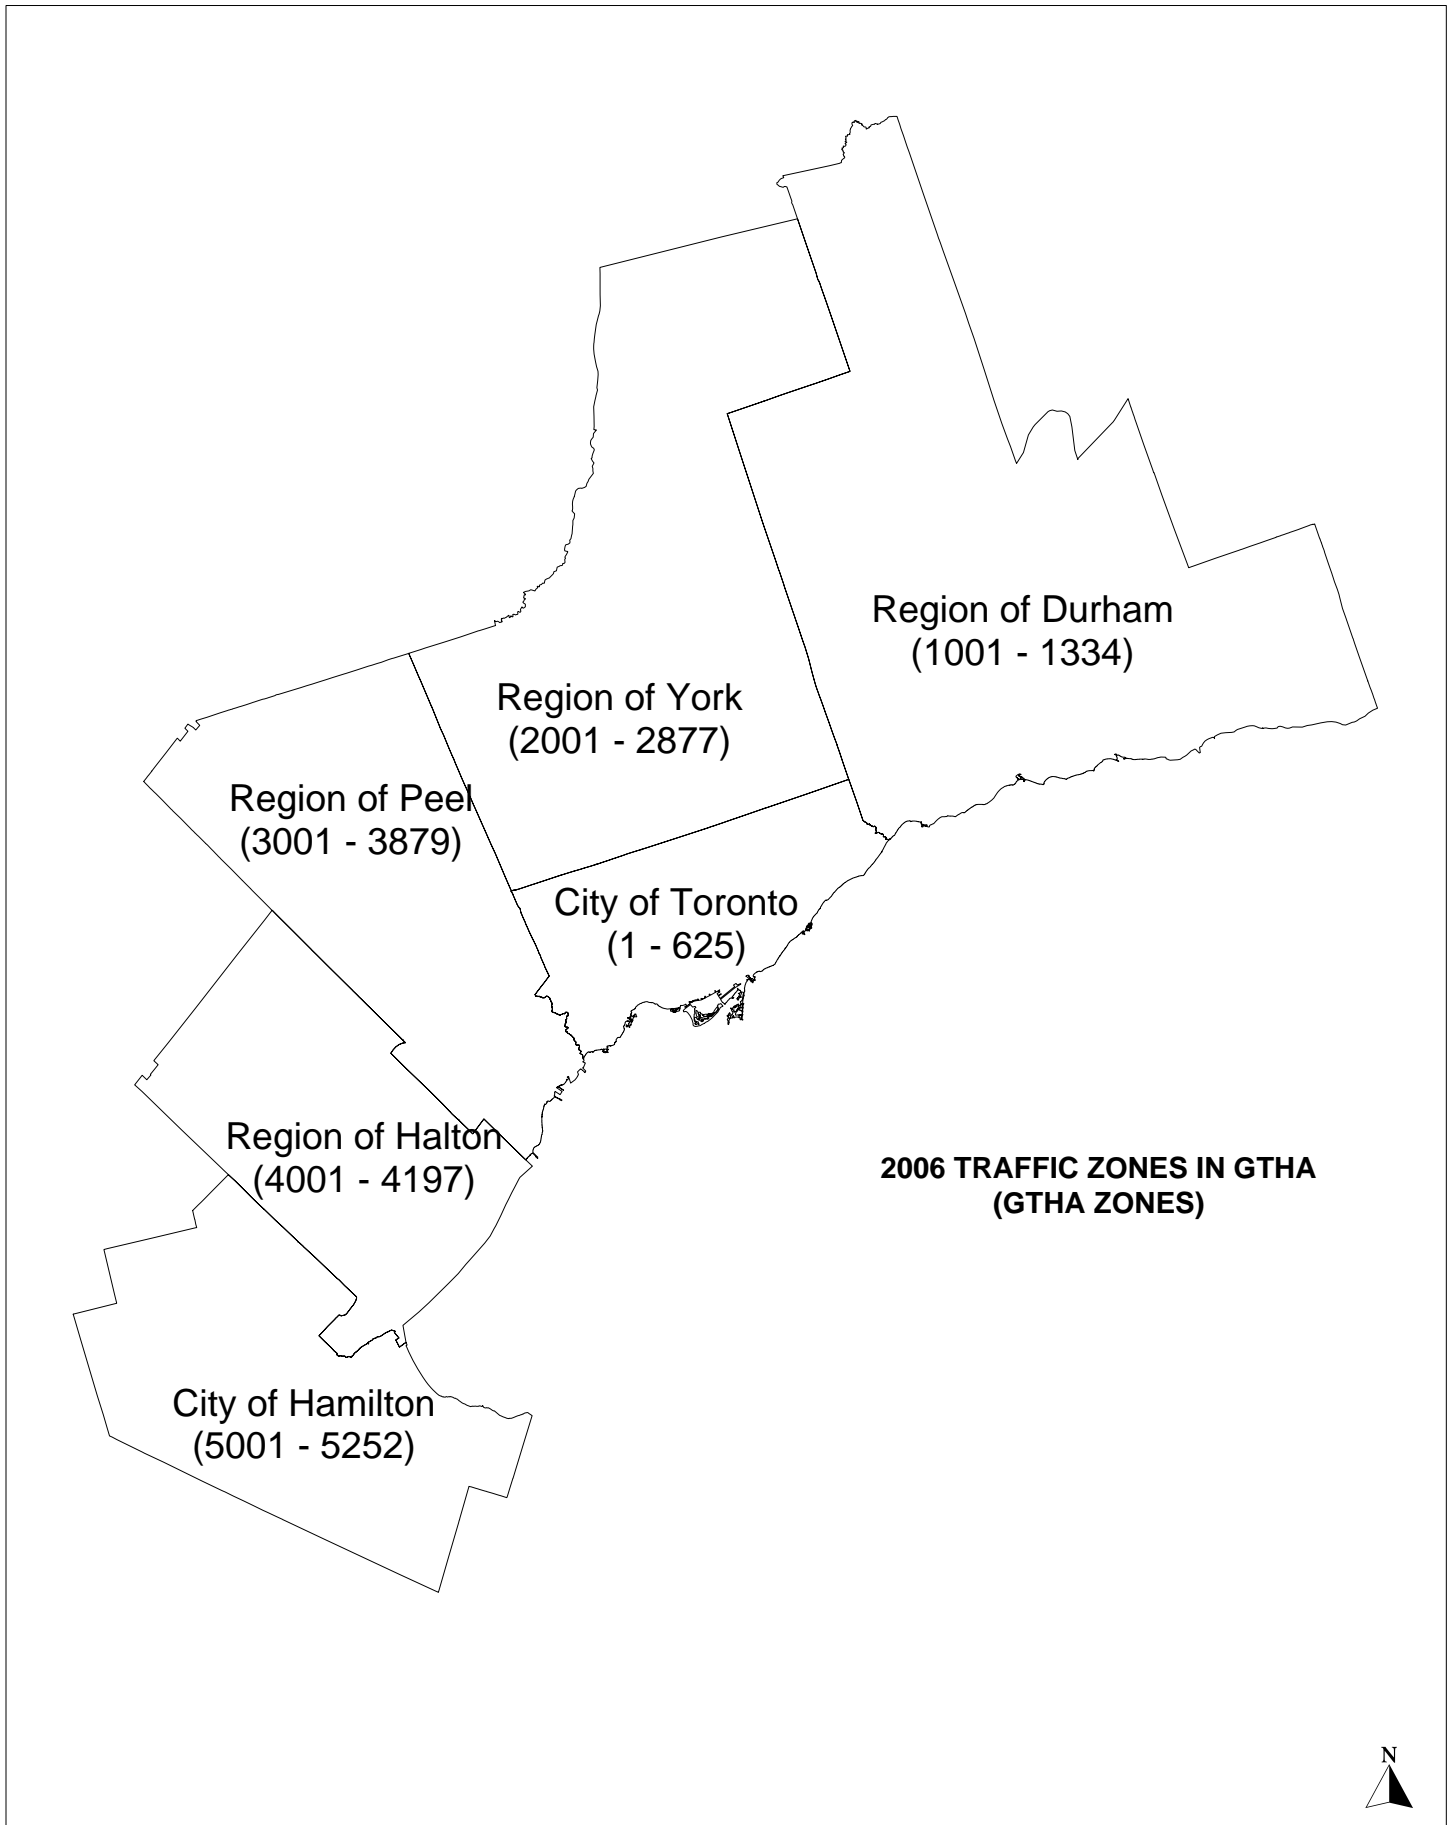 Region of Durham
(1001 - 1334)
Region of York
(2001 - 2877)
Region of Peel
(3001 - 3879)
City of Toronto
(1 - 625)
Region of Halton
(4001 - 4197)
2006 TRAFFIC ZONES IN GTHA
(GTHA ZONES)
City of Hamilton
(5001 - 5252)
N